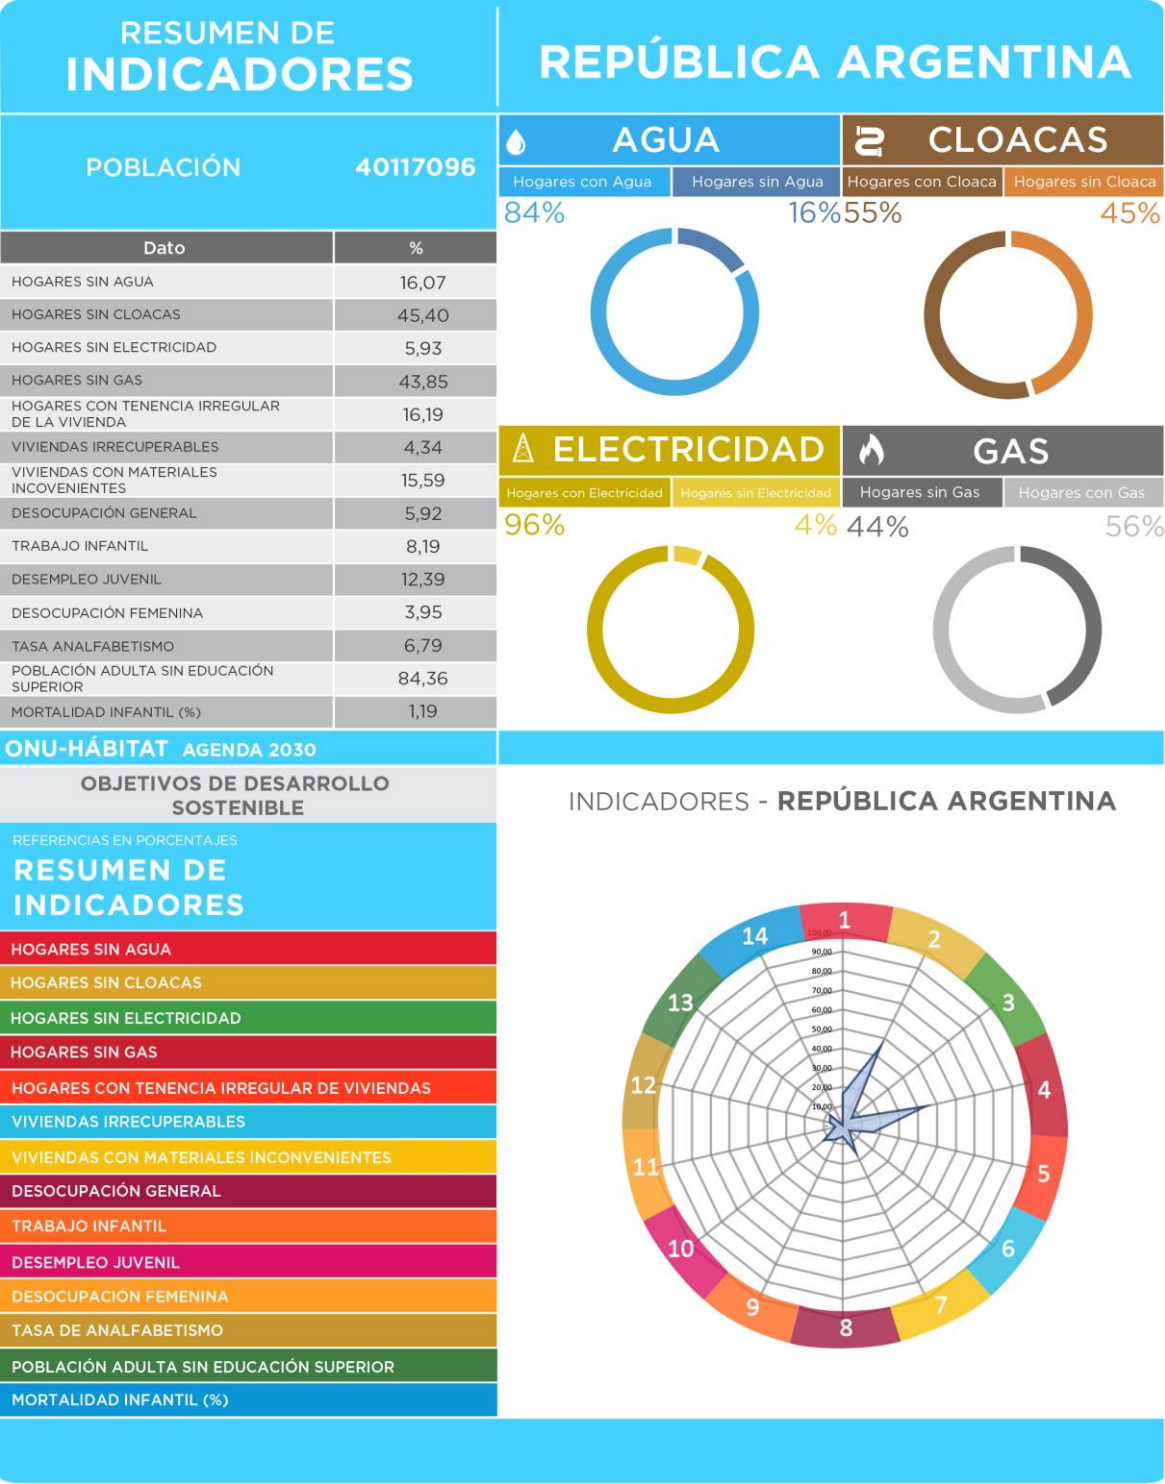 RESUMEN DE
INDICADORES
REPÚBLICA ARGENTINA
POBLACIÓN 40117096
Dato %
HOGARES SIN AGUA 16,07
HOGARES SIN CLOACAS 45,40
HOGARES SIN ELECTRICIDAD 5,93
HOGARES SIN GAS 43,85
HOGARES CON TENENCIA IRREGULAR
DE LA VIVIENDA 16,19
VIVIENDAS IRRECUPERABLES 4,34
VIVIENDAS CON MATERIALES
INCOVENIENTES 15,59
DESOCUPACIÓN GENERAL 5,92
TRABAJO INFANTIL 8,19
DESEMPLEO JUVENIL 12,39
DESOCUPACIÓN FEMENINA 3,95
TASA ANALFABETISMO 6,79
POBLACIÓN ADULTA SIN EDUCACIÓN
SUPERIOR 84,36
MORTALIDAD INFANTIL (%) 1,19
AGUA
Hogares con Agua Hogares sin Agua
84% 16%
CLOACAS
Hogares con Cloaca Hogares sin Cloaca
55% 45%
ELECTRICIDAD
Hogares con Electricidad Hogares sin Electricidad
96% 4%
GAS
Hogares sin Gas Hogares con Gas
44% 56%
ONU-HÁBITAT AGENDA 2030
OBJETIVOS DE DESARROLLO
SOSTENIBLE
REFERENCIAS EN PORCENTAJES
RESUMEN DE
INDICADORES
HOGARES SIN AGUA
HOGARES SIN CLOACAS
HOGARES SIN ELECTRICIDAD
HOGARES SIN GAS
HOGARES CON TENENCIA IRREGULAR DE VIVIENDAS
VIVIENDAS IRRECUPERABLES
VIVIENDAS CON MATERIALES INCONVENIENTES
DESOCUPACIÓN GENERAL
TRABAJO INFANTIL
DESEMPLEO JUVENIL
DESOCUPACIÓN FEMENINA
TASA DE ANALFABETISMO
POBLACIÓN ADULTA SIN EDUCACIÓN SUPERIOR
MORTALIDAD INFANTIL (%)
INDICADORES - REPÚBLICA ARGENTINA
1
2
3
4
5
6
7
8
9
10
11
12
13
14
100,00
90,00
80,00
70,00
60,00
50,00
40,00
30,00
20,00
10,00